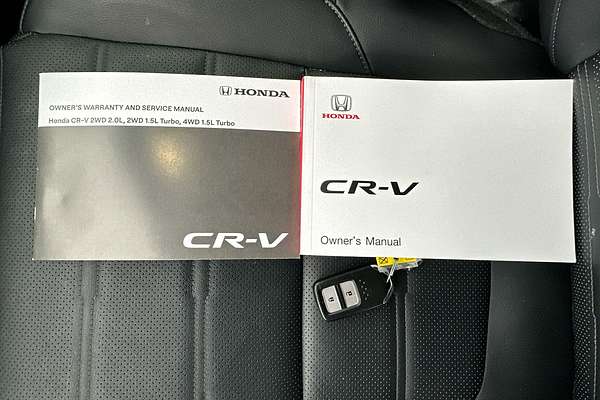 HONDA
OWNER'S WARRANTY AND SERVICE MANUAL
Honda CR-V 2WD 2.0L, 2WD 1.5L Turbo, 4WD 1.5L Turbo
CR-V
HONDA
CR-V
Owner's Manual